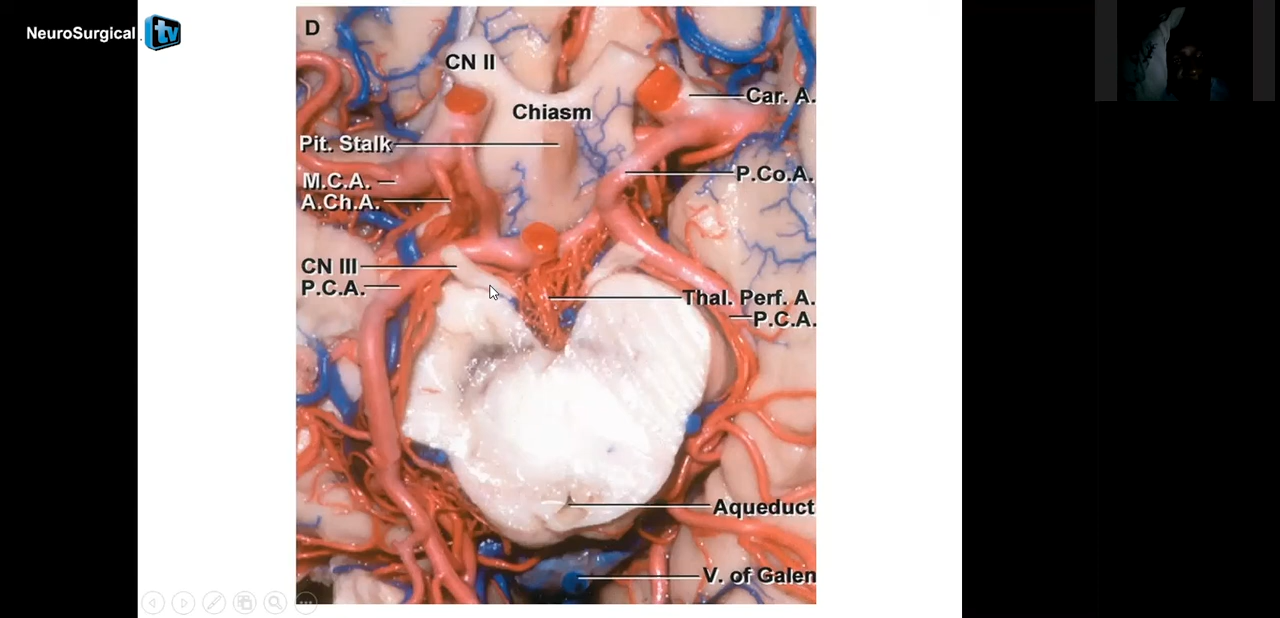 NeuroSurgical tv
D
CN II
Car. A.
Chiasm
Pit. Stalk
P.Co.A.
M.C.A.
A.Ch.A.
CN III
P.C.A.
Thal. Perf. A.
P.C.A.
Aqueduct
V. of Galen